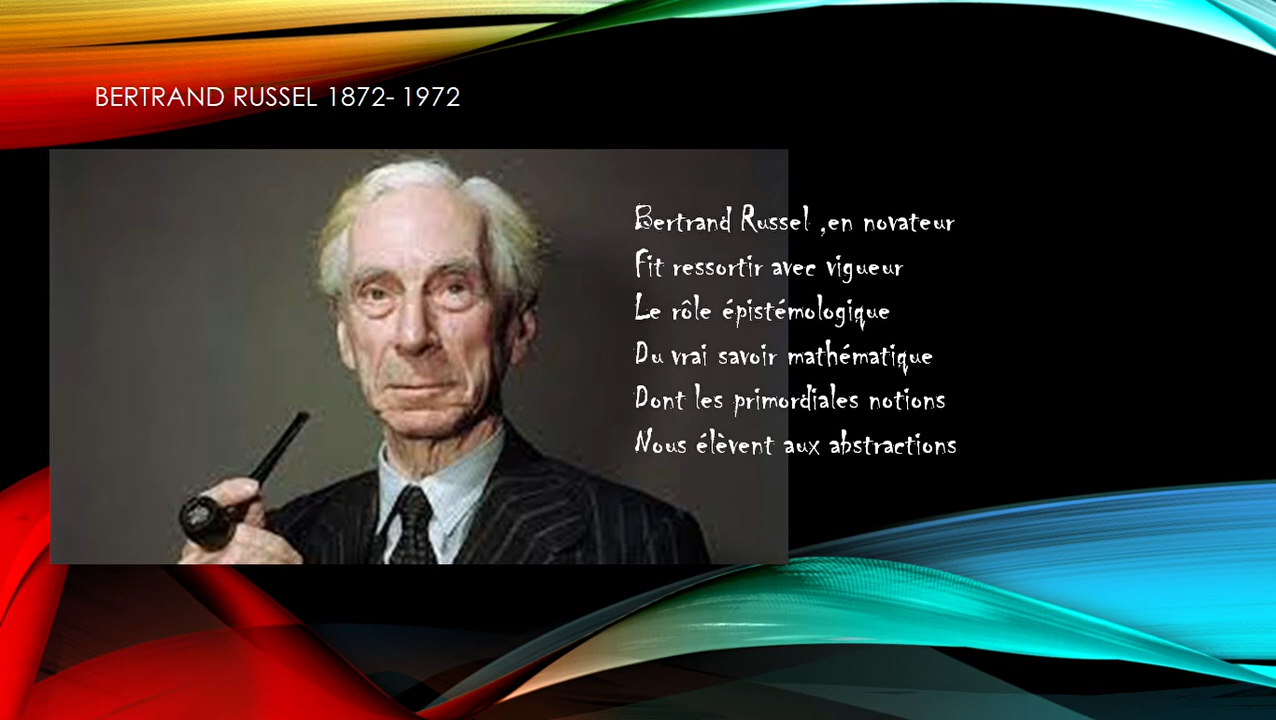 BERTRAND RUSSEL 1872- 1972
Bertrand Russel ,en novateur
Fit ressortir avec vigueur
Le rôle épistémologique
Du vrai savoir mathématique
Dont les primordiales notions
Nous élèvent aux abstractions